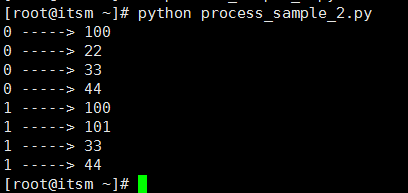 [root@itsm ~]# python process_sample_2.py
0 -----> 100
0 -----> 22
0 -----> 33
0 -----> 44
1 -----> 100
1 -----> 101
1 -----> 33
1 -----> 44
[root@itsm ~]#